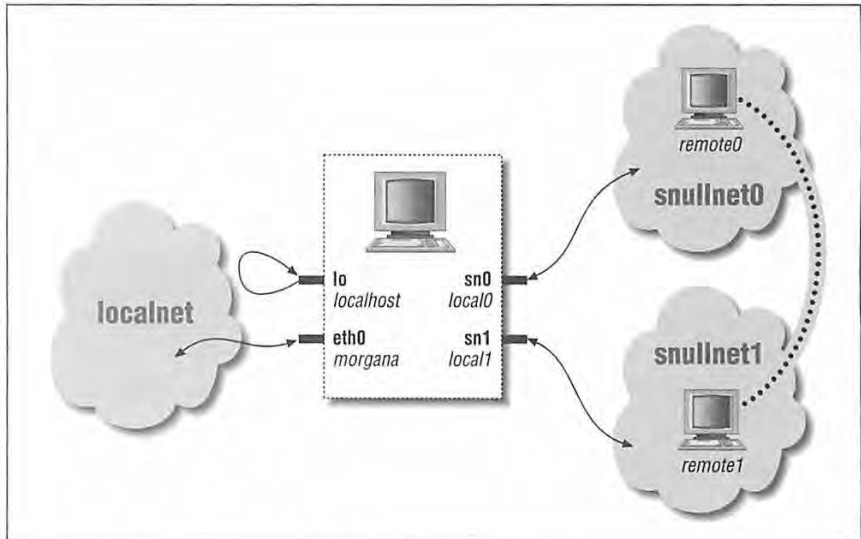 remote0
snullnet0
localnet
lo
localhost
sn0
local0
eth0
morgana
sn1
local1
snullnet1
remote1